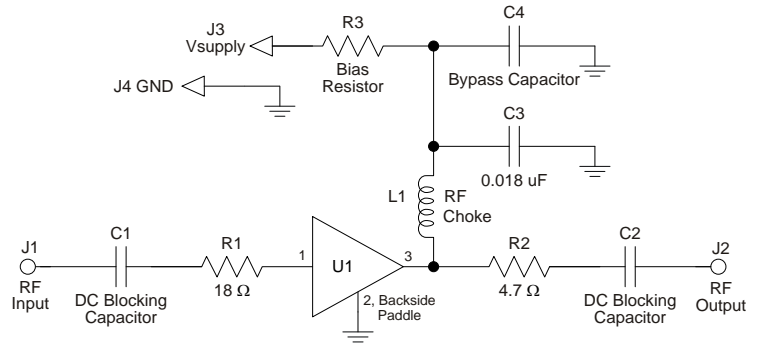 J3
Vsupply
R3
Bias
Resistor
C4
Bypass Capacitor
J4 GND
C3
0.018 uF
L1
RF
Choke
J1
RF
Input
C1
DC Blocking
Capacitor
R1
18 Ω
1
U1
3
2, Backside
Paddle
R2
4.7 Ω
C2
DC Blocking
Capacitor
J2
RF
Output